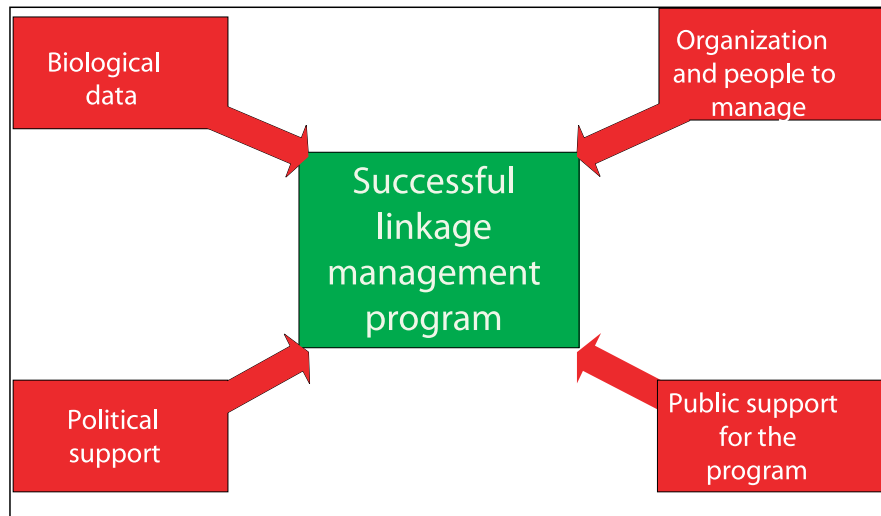 Biological
data
Organization
and people to
manage
Successful
linkage
management
program
Political
support
Public support
for the
program